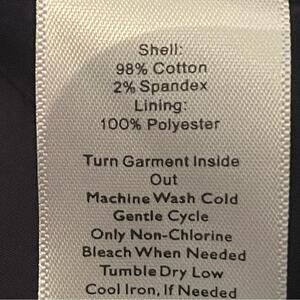 Shell:
98% Cotton
2% Spandex
Lining:
100% Polyester
Turn Garment Inside
Out
Machine Wash Cold
Gentle Cycle
Only Non-Chlorine
Bleach When Needed
Tumble Dry Low
Cool Iron, If Needed